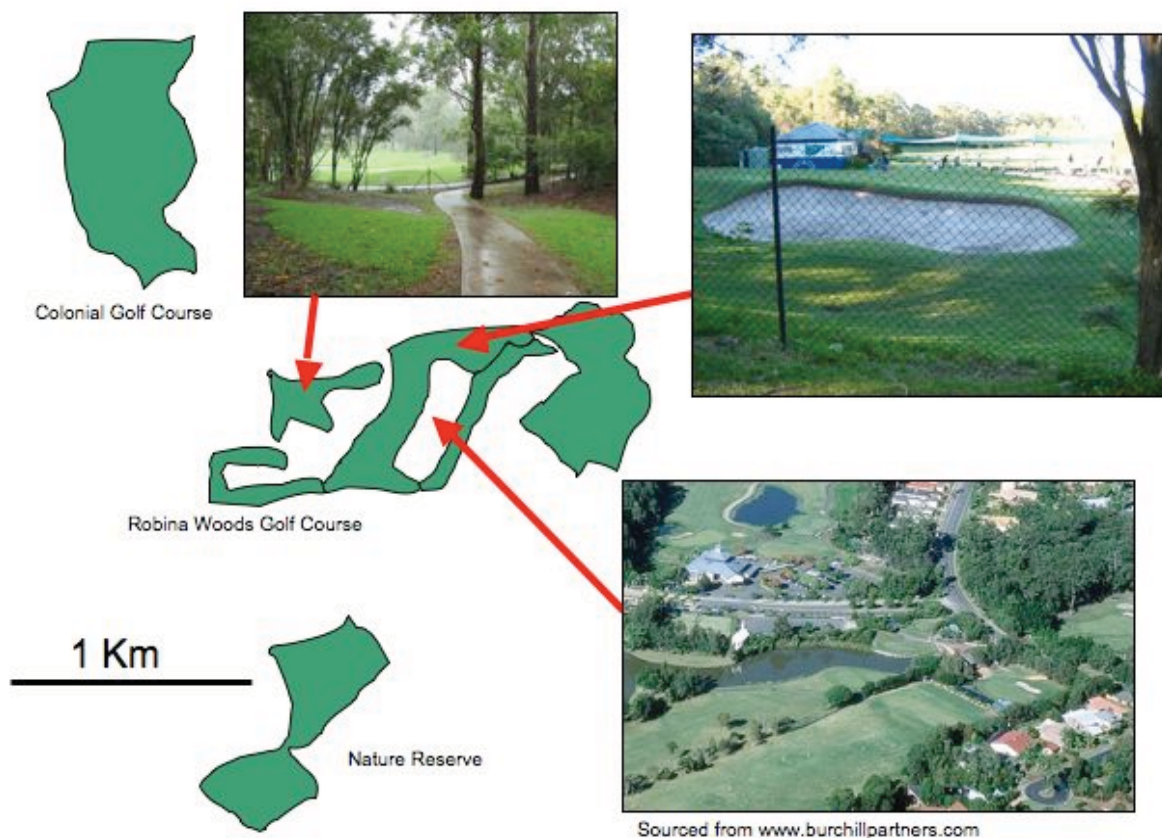 Colonial Golf Course
Robina Woods Golf Course
1 Km
Nature Reserve
Sourced from www.burchillpartners.com